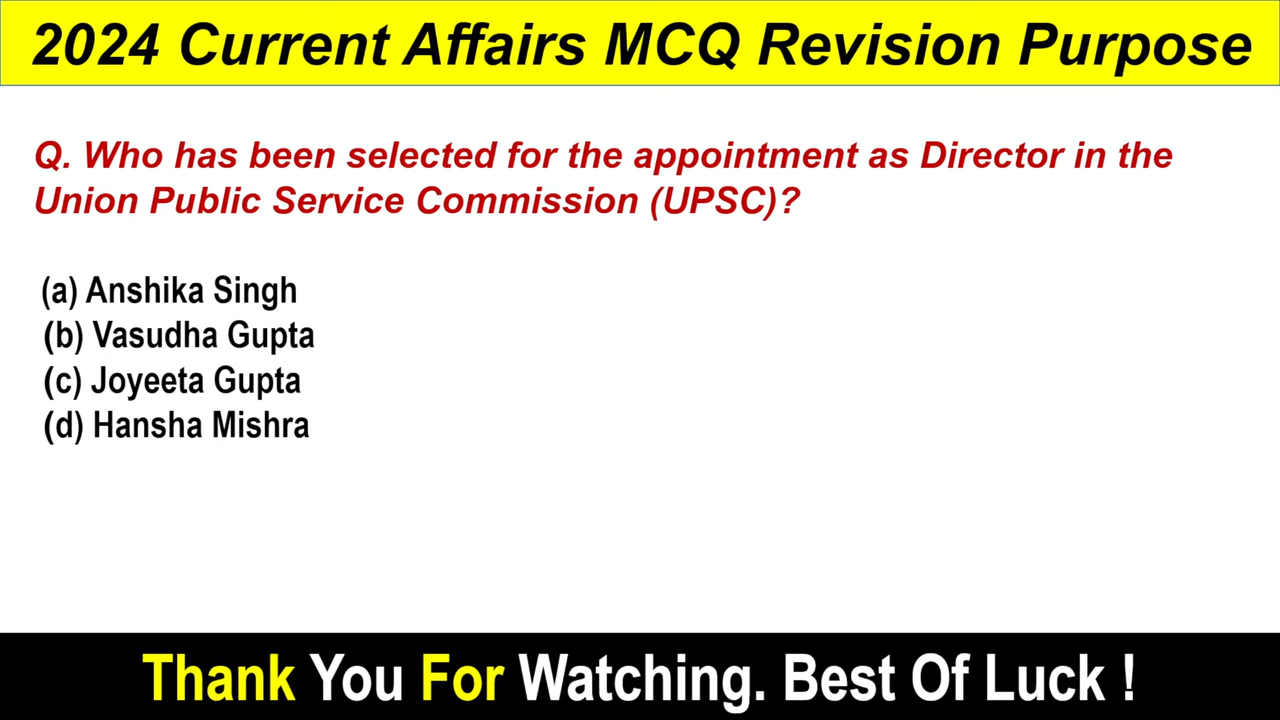 2024 Current Affairs MCQ Revision Purpose
Q. Who has been selected for the appointment as Director in the
Union Public Service Commission (UPSC)?
(a) Anshika Singh
(b) Vasudha Gupta
(c) Joyeeta Gupta
(d) Hansha Mishra
Thank You For Watching. Best Of Luck !